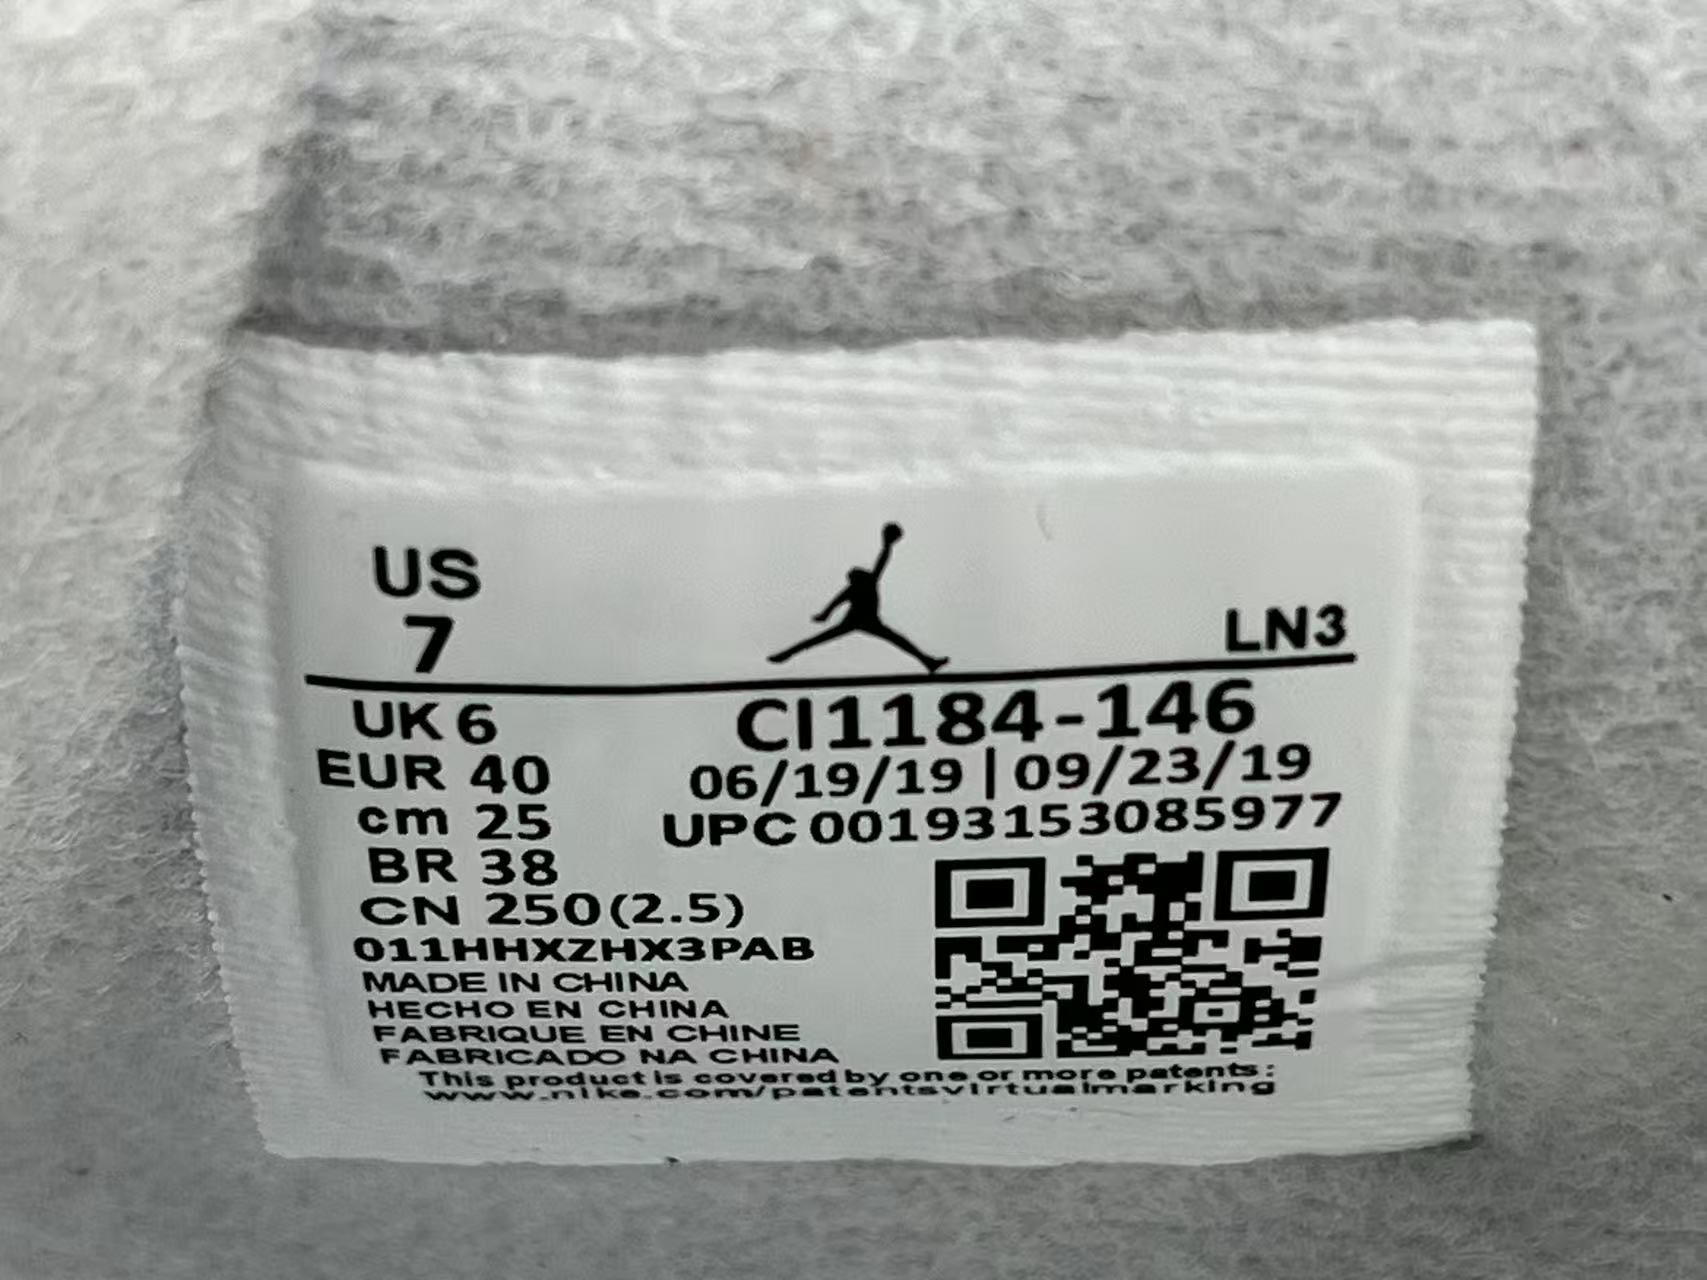 US
7
LN3
UK 6
EUR 40
cm 25
BR 38
CN 250(2.5)
CI1184-146
06/19/19 | 09/23/19
UPC 00193153085977
011HHXZHX3PAB
MADE IN CHINA
HECHO EN CHINA
FABRIQUE EN CHINE
FABRICADO NA CHINA
This product is covered by one or more patents:
www.nike.com/patentsvirtualmarking